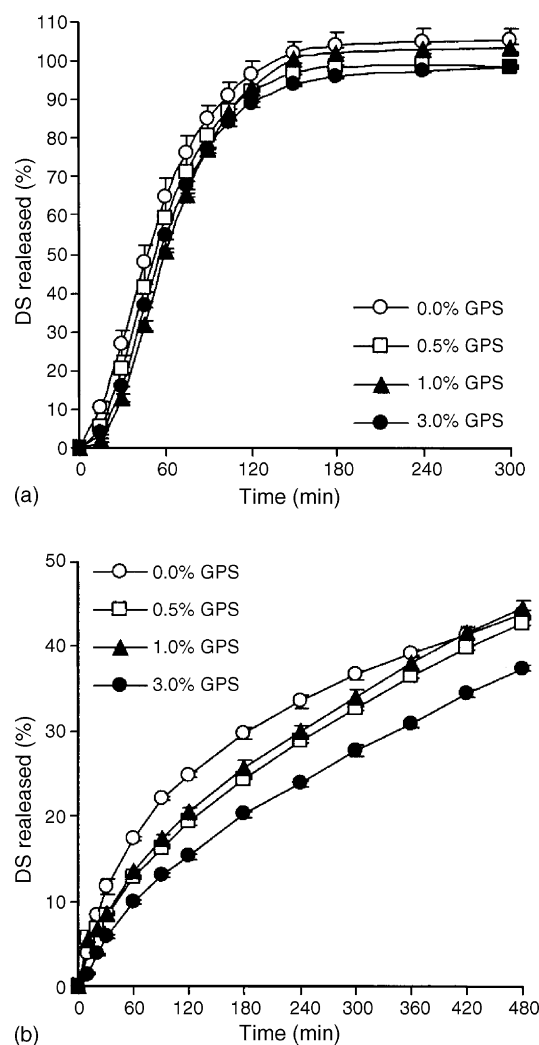 110
100
90
80
70
60
50
40
30
20
10
0
DS realeased (%)
0.0% GPS
0.5% GPS
1.0% GPS
3.0% GPS
0 60 120 180 240 300
(a) Time (min)
50
40
30
20
10
0
DS realeased (%)
0.0% GPS
0.5% GPS
1.0% GPS
3.0% GPS
0 60 120 180 240 300 360 420 480
(b) Time (min)